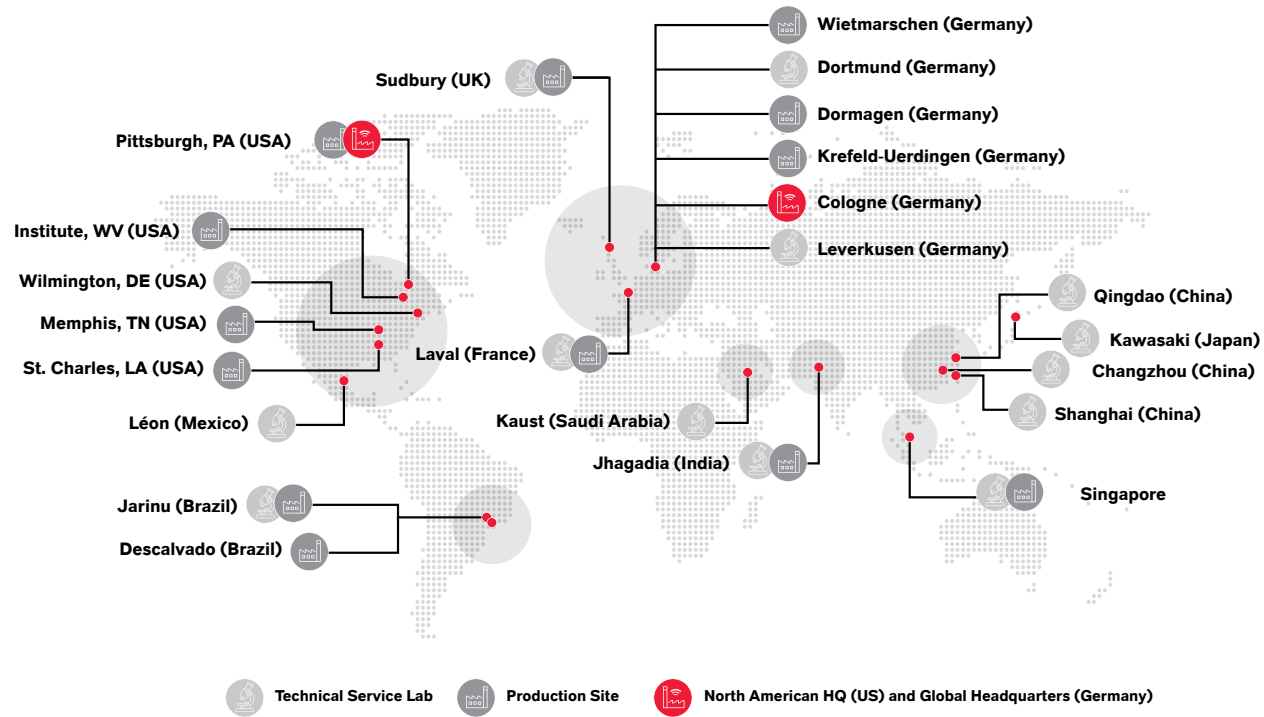 Wietmarschen (Germany)
Dortmund (Germany)
Sudbury (UK)
Dormagen (Germany)
Pittsburgh, PA (USA)
Krefeld-Uerdingen (Germany)
Cologne (Germany)
Institute, WV (USA)
Leverkusen (Germany)
Wilmington, DE (USA)
Qingdao (China)
Memphis, TN (USA)
Kawasaki (Japan)
Laval (France)
St. Charles, LA (USA)
Changzhou (China)
Shanghai (China)
Léon (Mexico)
Kaust (Saudi Arabia)
Jhagadia (India)
Singapore
Jarinu (Brazil)
Descalvado (Brazil)
Technical Service Lab
Production Site
North American HQ (US) and Global Headquarters (Germany)